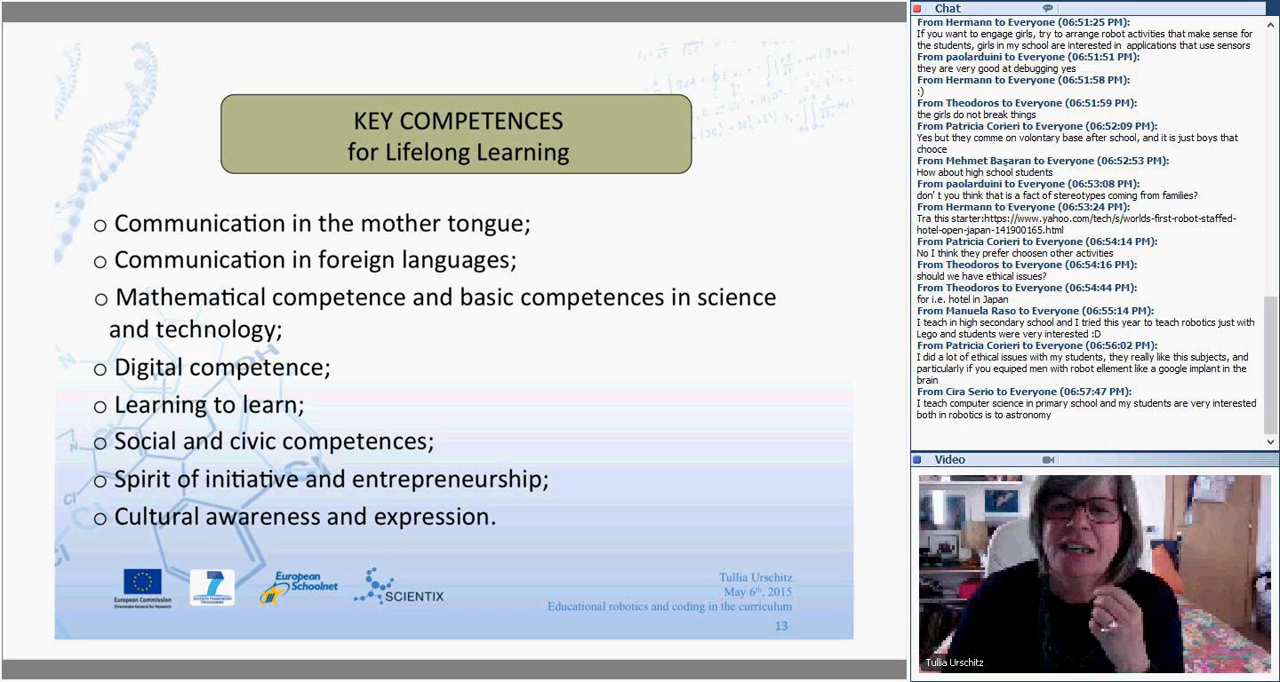 KEY COMPETENCES
for Lifelong Learning
o Communication in the mother tongue;
o Communication in foreign languages;
o Mathematical competence and basic competences in science
and technology;
o Digital competence;
o Learning to learn;
o Social and civic competences;
o Spirit of initiative and entrepreneurship;
o Cultural awareness and expression.
European Commission
7
European
Schoolnet
SCIENTIX
Tullia Urschitz
May 6th, 2015
Educational robotics and coding in the curriculum
13
Chat
From Hermann to Everyone (06:51:25 PM):
If you want to engage girls, try to arrange robot activities that make sense for
the students, girls in my school are interested in applications that use sensors
From paolarduini to Everyone (06:51:51 PM):
they are very good at debugging yes
From Hermann to Everyone (06:51:58 PM):
:)
From Theodoros to Everyone (06:51:59 PM):
the girls do not break things
From Patricia Corieri to Everyone (06:52:09 PM):
Yes but they comme on volontary base after school, and it is just boys that
chooce
From Mehmet Başaran to Everyone (06:52:53 PM):
How about high school students
From paolarduini to Everyone (06:53:08 PM):
don' t you think that is a fact of stereotypes coming from families?
From Hermann to Everyone (06:53:24 PM):
Tra this starter:https://www.yahoo.com/tech/s/worlds-first-robot-staffed-
hotel-open-japan-141900165.html
From Patricia Corieri to Everyone (06:54:14 PM):
No I think they prefer choosen other activities
From Theodoros to Everyone (06:54:16 PM):
should we have ethical issues?
From Theodoros to Everyone (06:54:44 PM):
for i.e. hotel in Japan
From Manuela Raso to Everyone (06:55:14 PM):
I teach in high secondary school and I tried this year to teach robotics just with
Lego and students were very interested :D
From Patricia Corieri to Everyone (06:56:02 PM):
I did a lot of ethical issues with my students, they really like this subjects, and
particularly if you equiped men with robot ellement like a google implant in the
brain
From Cira Serio to Everyone (06:57:47 PM):
I teach computer science in primary school and my students are very interested
both in robotics is to astronomy
Video
Tullia Urschitz